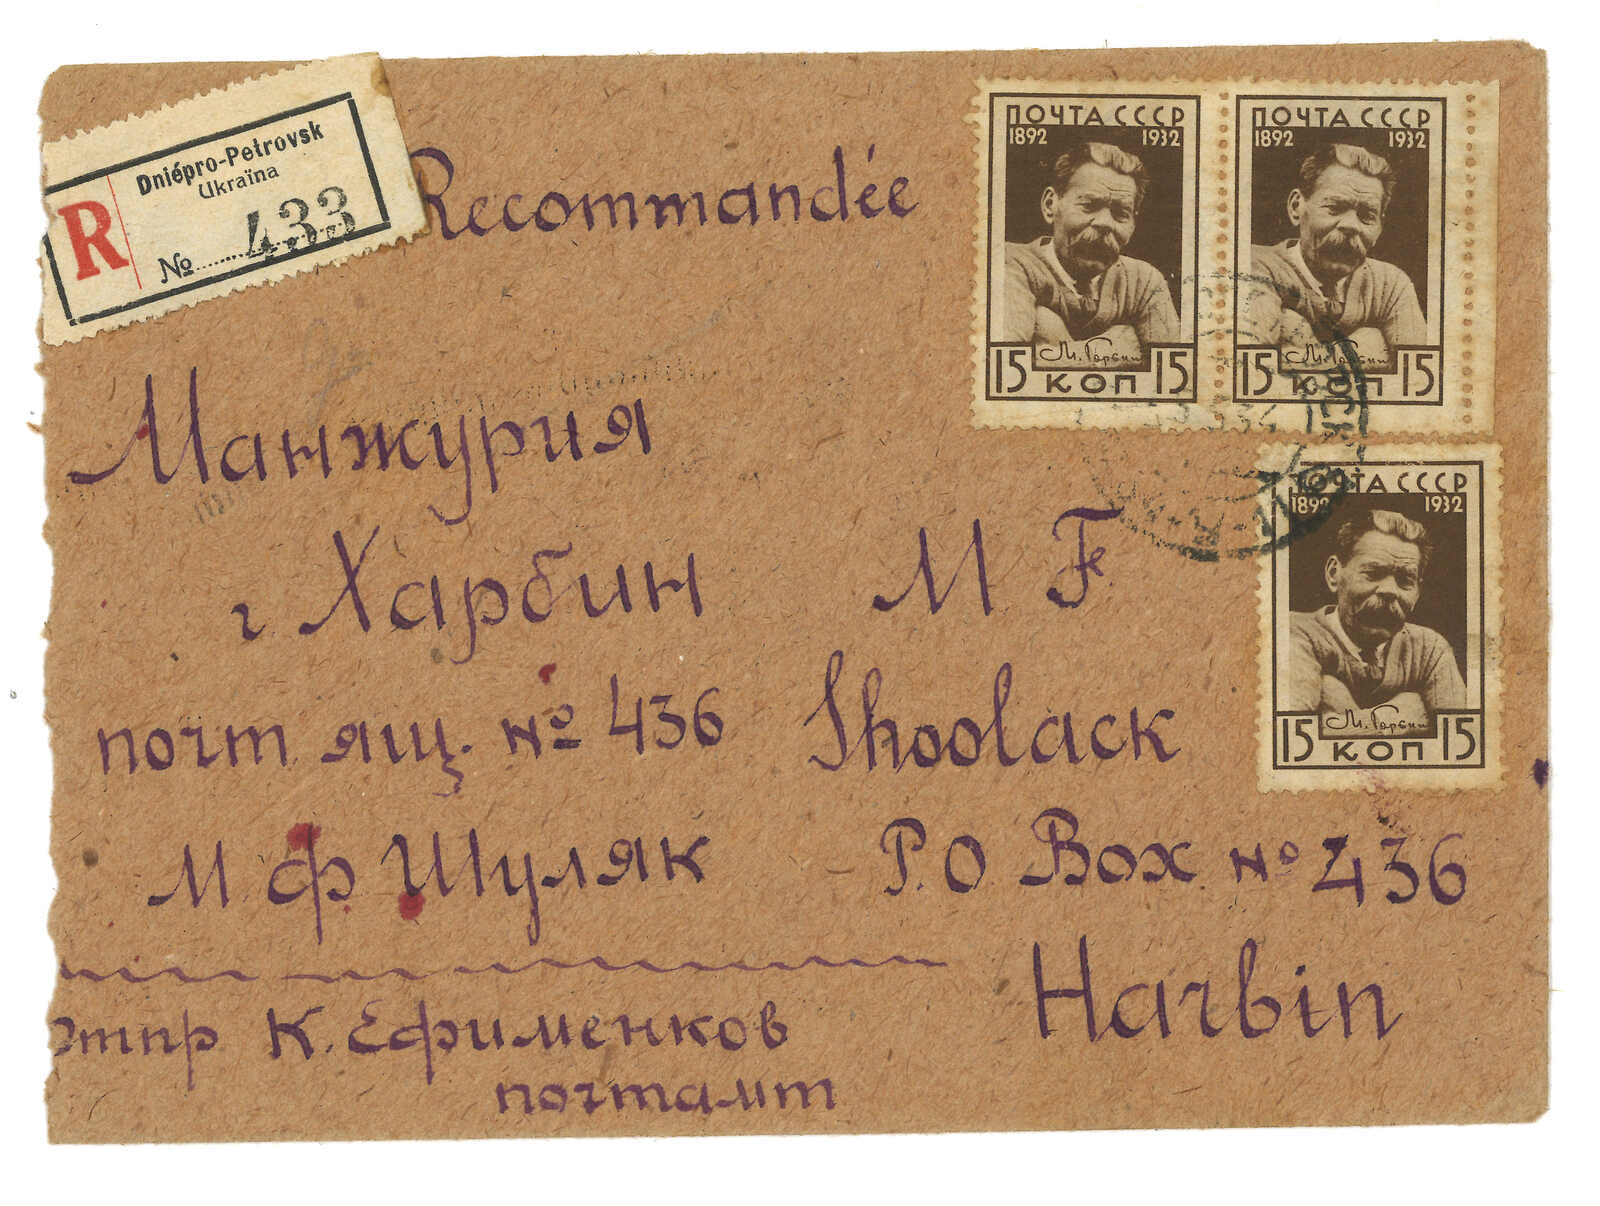 Dniépro-Petrovsk
Ukraïna
R
№ 433
Recommandée
ПОЧТА СССР
1892 1932
М. Горький
15 КОП 15
ПОЧТА СССР
1892 1932
М. Горький
15 КОП 15
ПОЧТА СССР
1892 1932
М. Горький
15 КОП 15
Манжурия
г. Харбин
почт. ящ. № 436
М Ф Шуляк
M F
Shoolack
P.O Box № 436
Harbin
Отпр К. Ефименков
почтамт